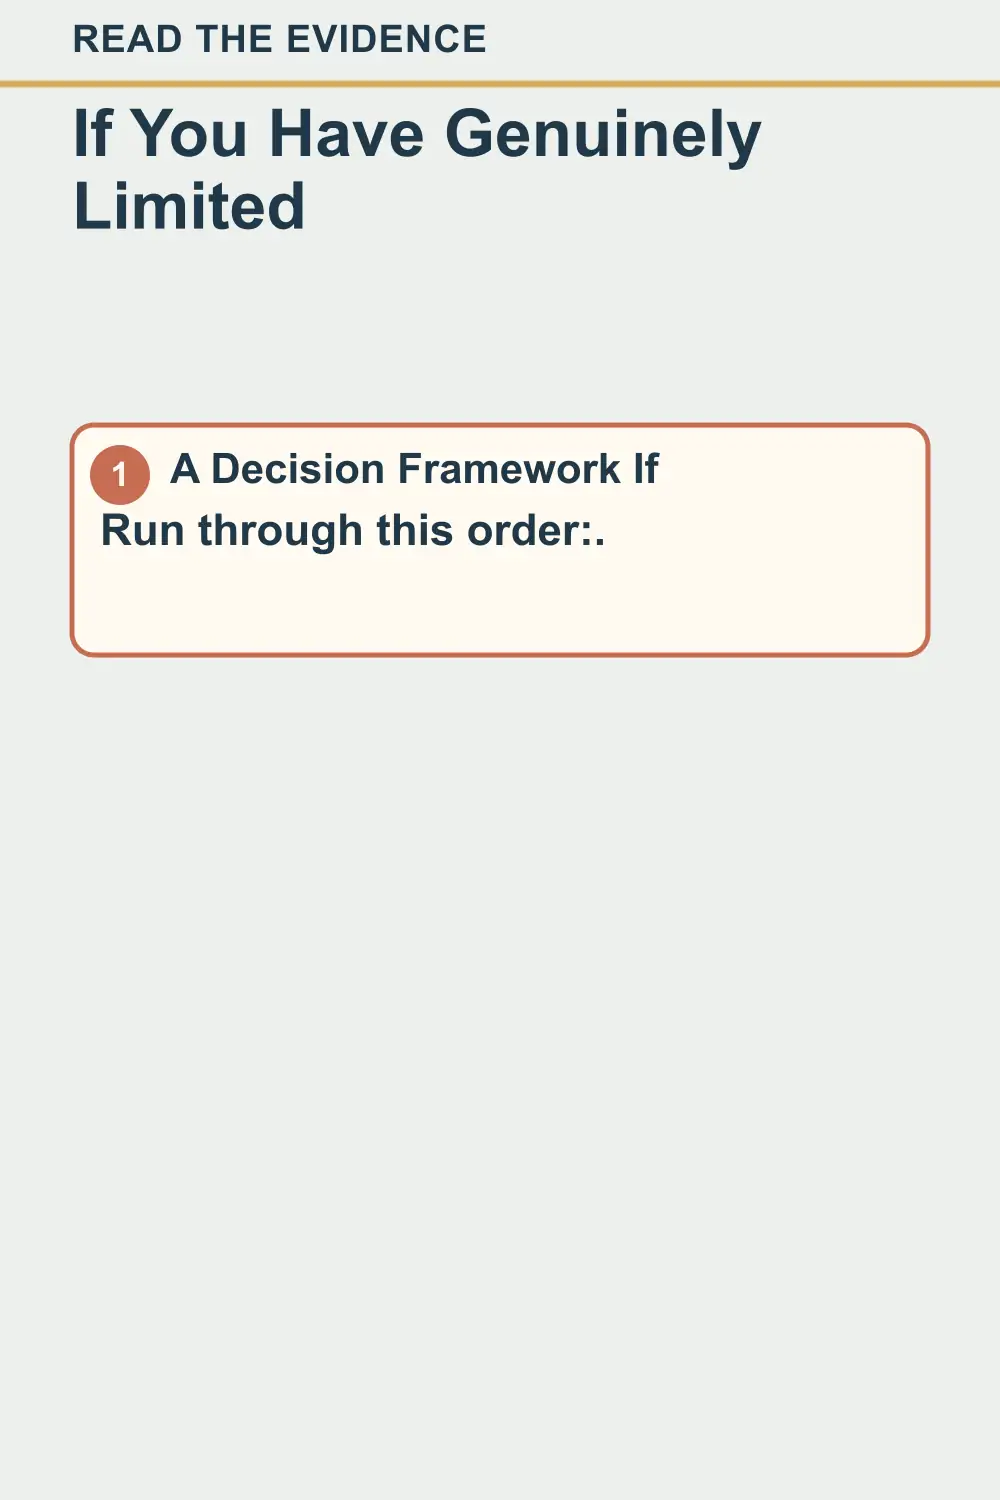 READ THE EVIDENCE
If You Have Genuinely
Limited
1 A Decision Framework If
Run through this order:.